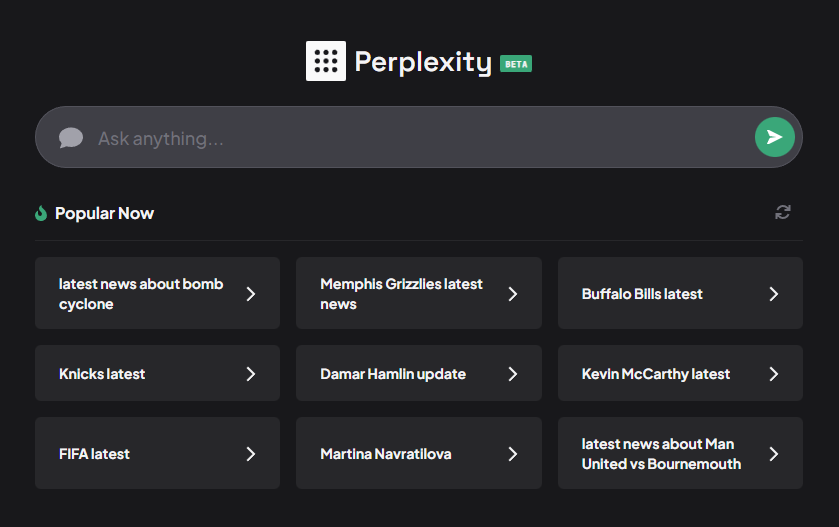 Perplexity BETA
Ask anything...
Popular Now
latest news about bomb
cyclone
Memphis Grizzlies latest
news
Buffalo Bills latest
Knicks latest
Damar Hamlin update
Kevin McCarthy latest
FIFA latest
Martina Navratilova
latest news about Man
United vs Bournemouth